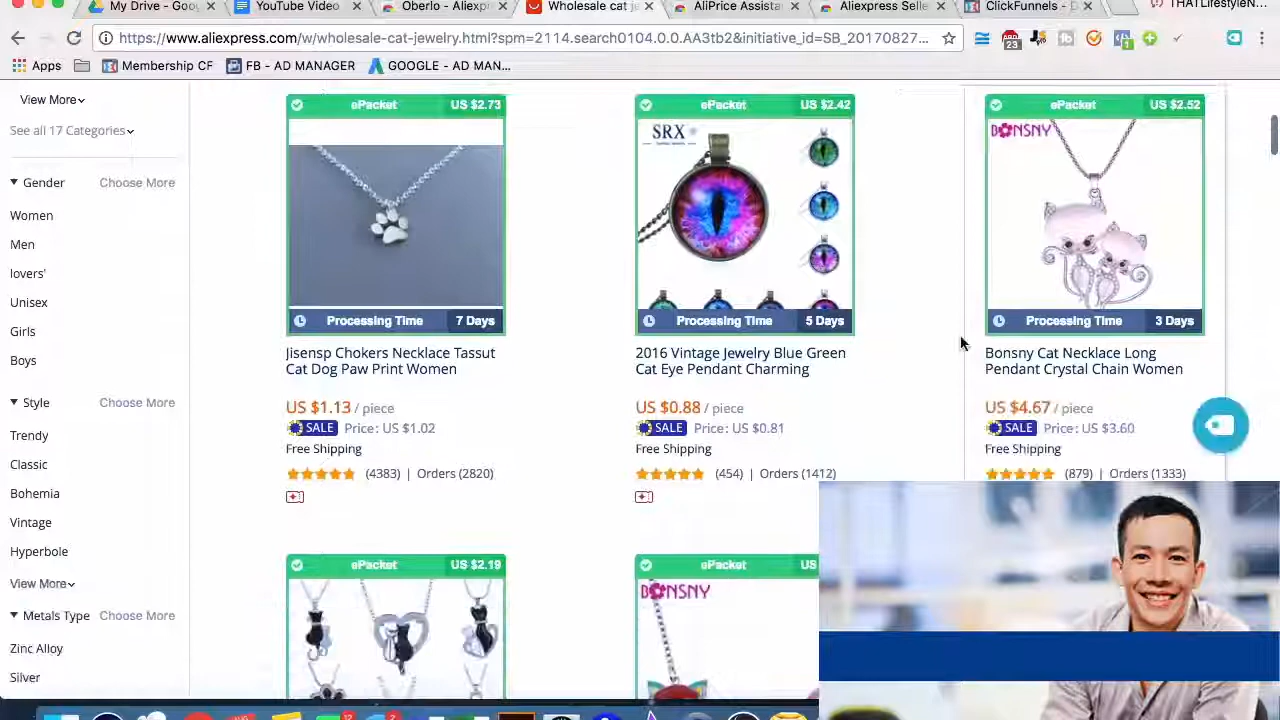 My Drive - Goog
YouTube Video
Oberlo - Aliexpr
Wholesale cat je
AliPrice Assista
Aliexpress Selle
ClickFunnels - D
THATLifestyleN
https://www.aliexpress.com/w/wholesale-cat-jewelry.html?spm=2114.search0104.0.0.AA3tb2&initiative_id=SB_20170827...
23
1
Apps
Membership CF
FB - AD MANAGER
GOOGLE - AD MAN...
View More
See all 17 Categories
Gender Choose More
Women
Men
lovers'
Unisex
Girls
Boys
Style Choose More
Trendy
Classic
Bohemia
Vintage
Hyperbole
View More
Metals Type Choose More
Zinc Alloy
Silver
ePacket US $2.73
Processing Time 7 Days
Jisensp Chokers Necklace Tassut
Cat Dog Paw Print Women
US $1.13 / piece
SALE Price: US $1.02
Free Shipping
(4383) | Orders (2820)
ePacket US $2.42
SRX
Processing Time 5 Days
2016 Vintage Jewelry Blue Green
Cat Eye Pendant Charming
US $0.88 / piece
SALE Price: US $0.81
Free Shipping
(454) | Orders (1412)
ePacket US $2.52
BONSNY
Processing Time 3 Days
Bonsny Cat Necklace Long
Pendant Crystal Chain Women
US $4.67 / piece
SALE Price: US $3.60
Free Shipping
(879) | Orders (1333)
ePacket US $2.19
ePacket US
BONSNY